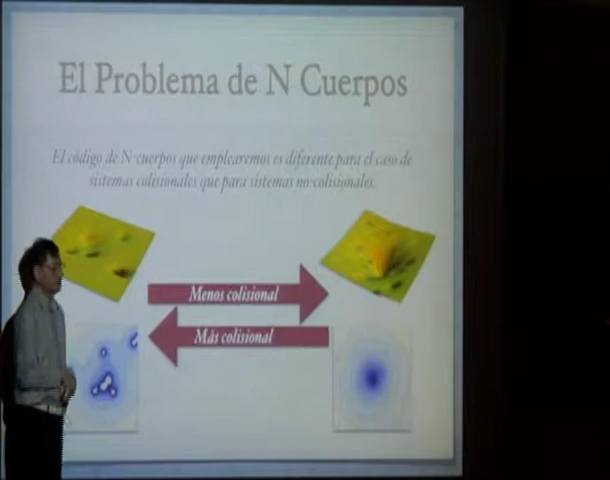 El Problema de N Cuerpos
El código de N-cuerpos que emplearemos es diferente para el caso de
sistemas colisionales que para sistemas no-colisionales.
Menos colisional
Más colisional